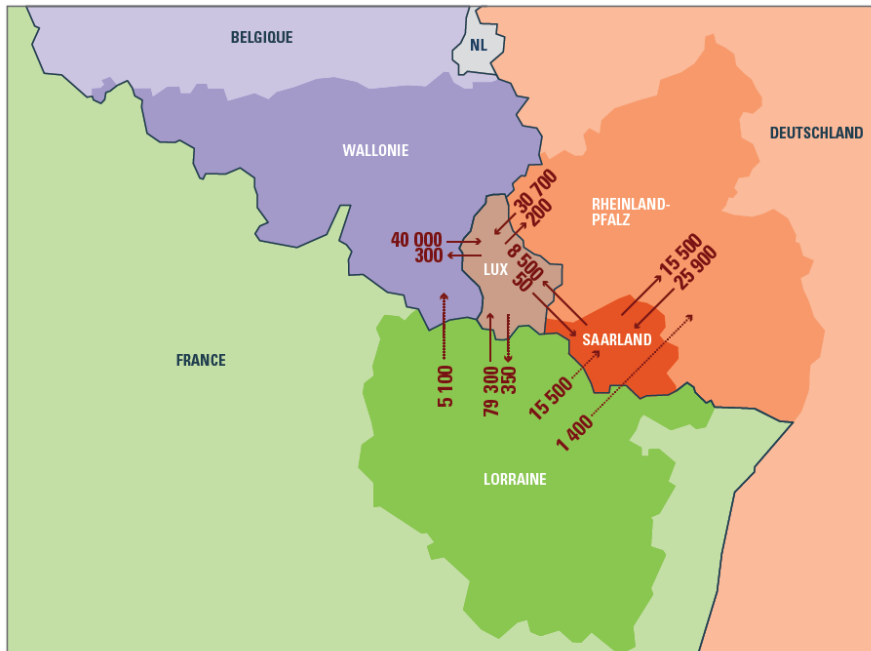 BELGIQUE
NL
DEUTSCHLAND
WALLONIE
RHEINLAND-
PFALZ
30 700
200
40 000
300
LUX
8 500
50
15 500
25 900
SAARLAND
FRANCE
5 100
79 300
350
15 500
1 400
LORRAINE